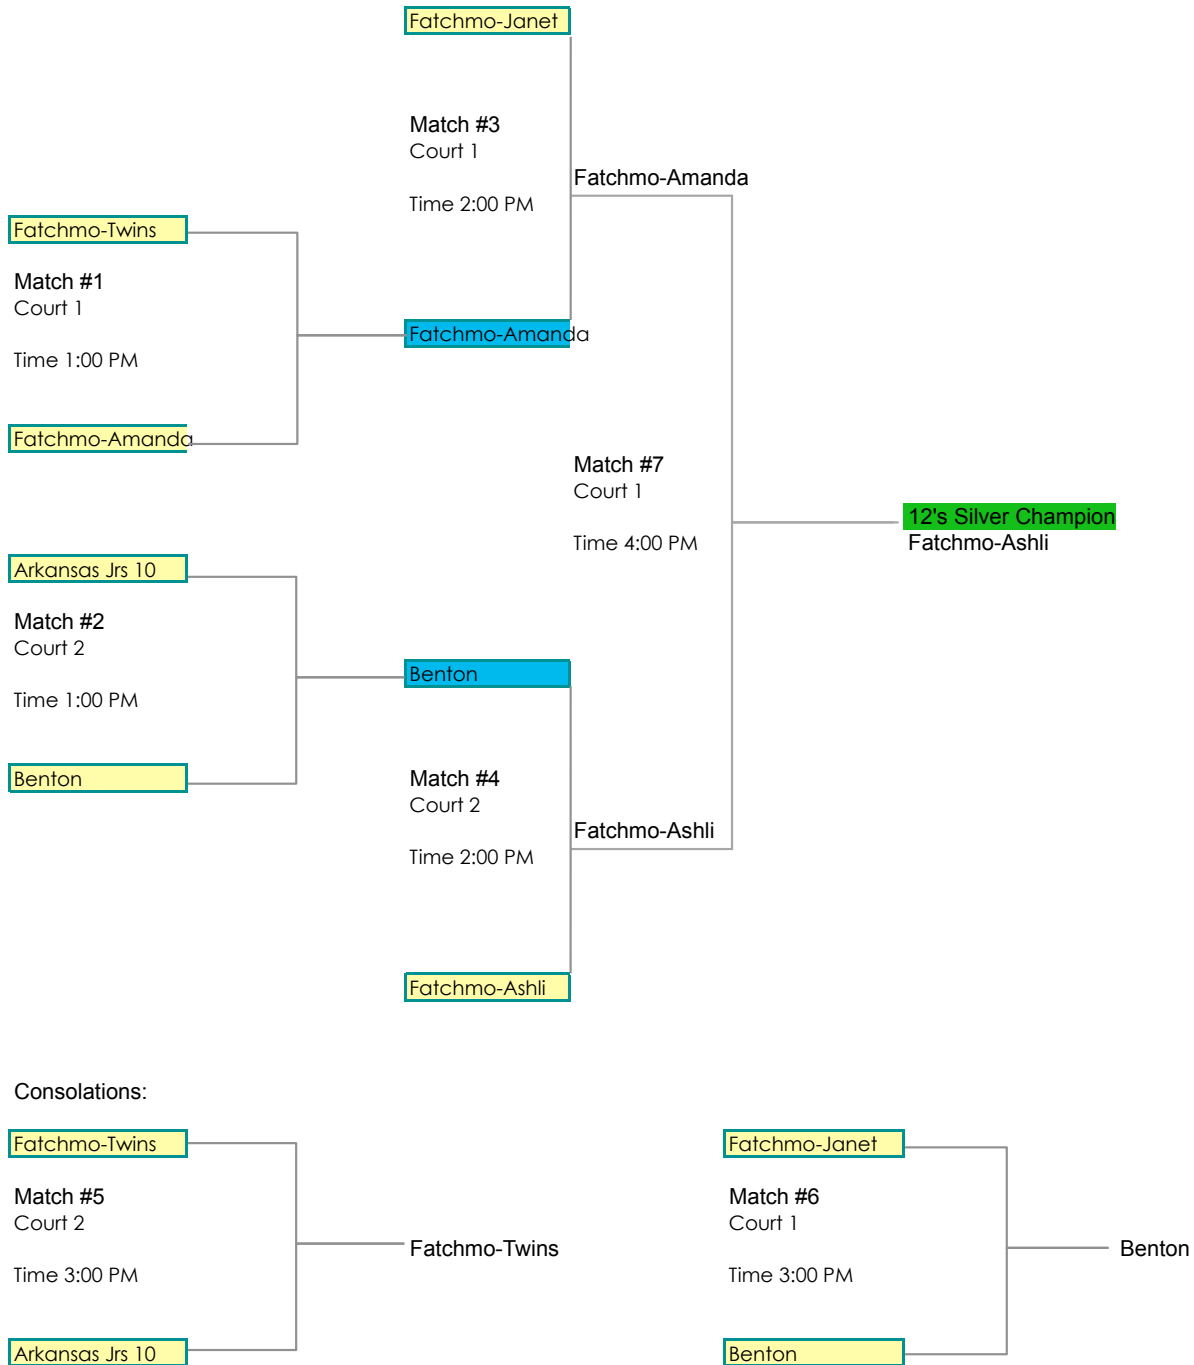 Fatchmo-Janet
Match #3
Court 1
Fatchmo-Amanda
Time 2:00 PM
Fatchmo-Twins
Match #1
Court 1
Fatchmo-Amanda
Time 1:00 PM
Fatchmo-Amanda
Match #7
Court 1
12's Silver Champion
Time 4:00 PM
Fatchmo-Ashli
Arkansas Jrs 10
Match #2
Court 2
Benton
Time 1:00 PM
Benton
Match #4
Court 2
Fatchmo-Ashli
Time 2:00 PM
Fatchmo-Ashli
Consolations:
Fatchmo-Twins
Match #5
Court 2
Fatchmo-Twins
Time 3:00 PM
Arkansas Jrs 10
Fatchmo-Janet
Match #6
Court 1
Benton
Time 3:00 PM
Benton